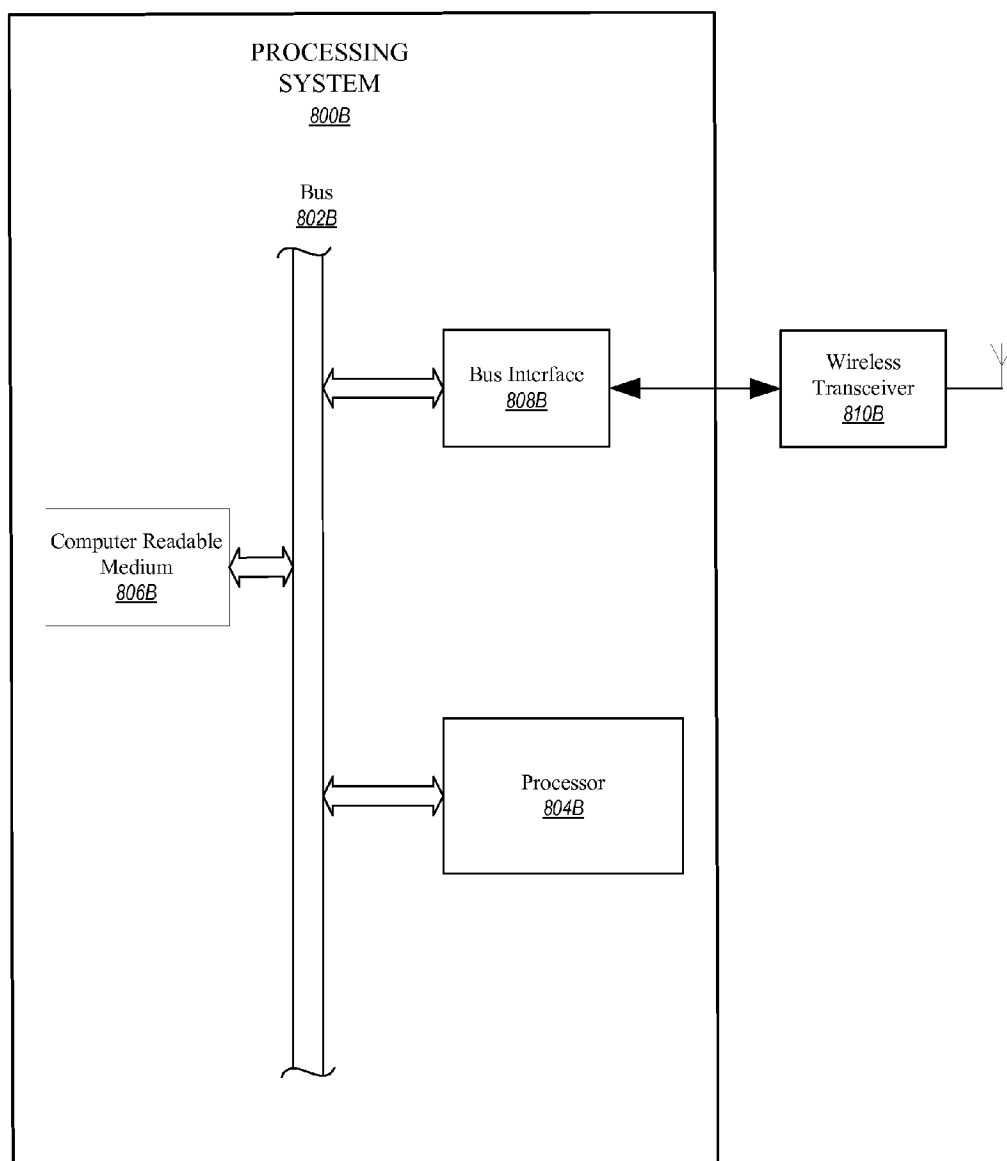 PROCESSING
SYSTEM
800B
Bus
802B
Bus Interface
808B
Wireless
Transceiver
810B
Computer Readable
Medium
806B
Processor
804B